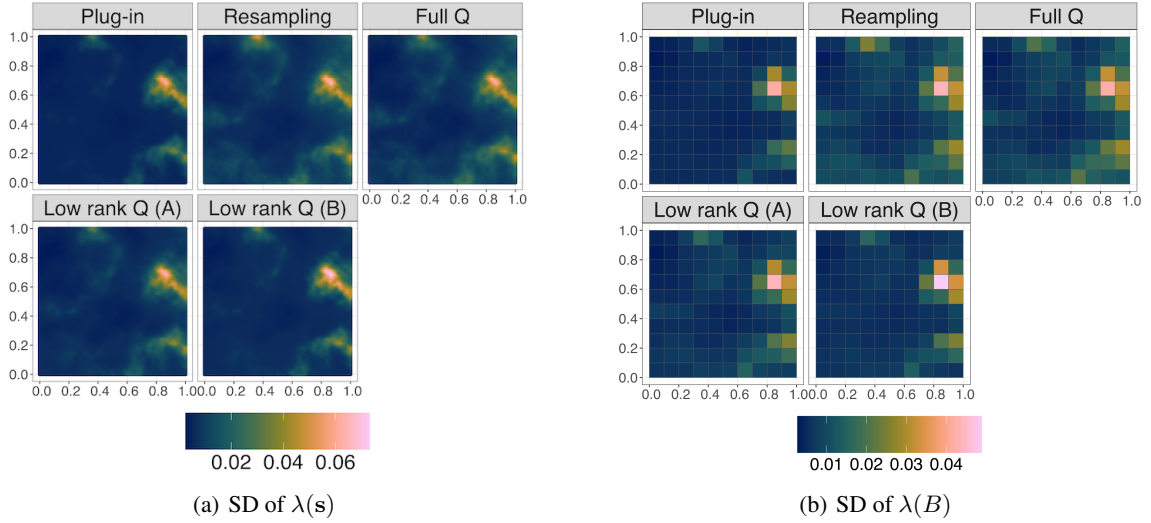 Plug-in Resampling Full Q
1.0
0.8
0.6
0.4
0.2
0.0
0.0 0.2 0.4 0.6 0.8 1.0
Low rank Q (A) Low rank Q (B)
1.0
0.8
0.6
0.4
0.2
0.0
0.0 0.2 0.4 0.6 0.8 1.0 0.0 0.2 0.4 0.6 0.8 1.0
0.02 0.04 0.06
(a) SD of λ(s)
Plug-in Reampling Full Q
1.0
0.8
0.6
0.4
0.2
0.0
0.0 0.2 0.4 0.6 0.8 1.0
Low rank Q (A) Low rank Q (B)
1.0
0.8
0.6
0.4
0.2
0.0
0.0 0.2 0.4 0.6 0.8 1.0 0.0 0.2 0.4 0.6 0.8 1.0
0.01 0.02 0.03 0.04
(b) SD of λ(B)